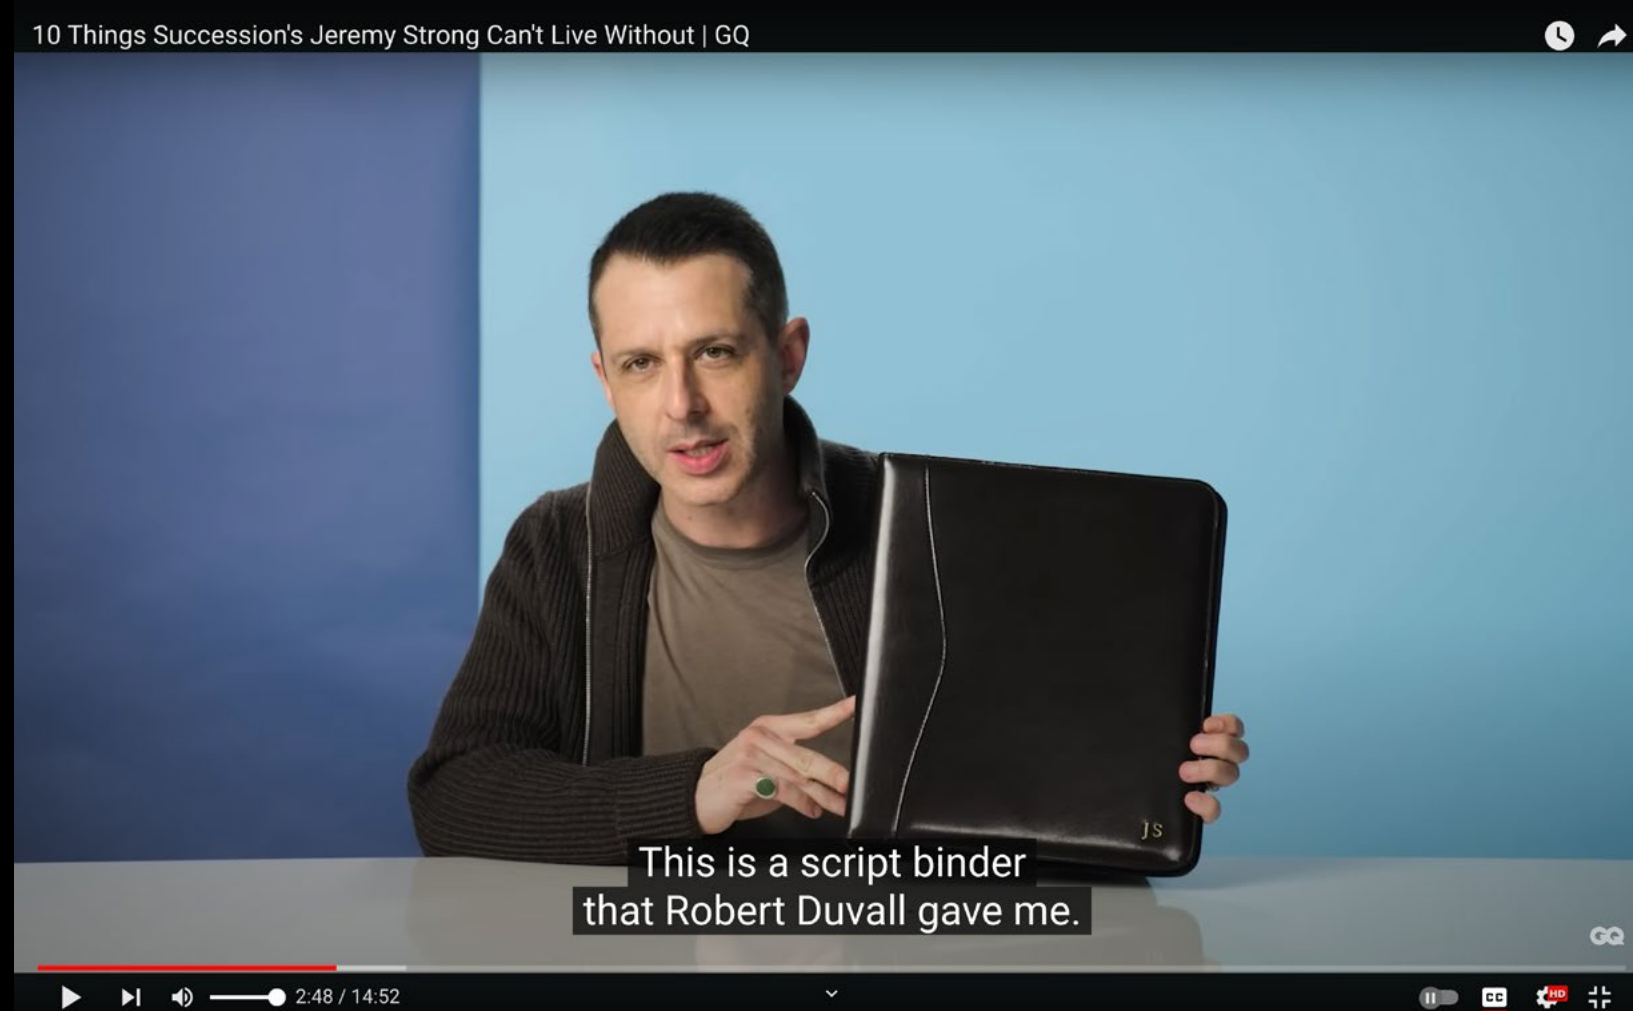 10 Things Succession's Jeremy Strong Can't Live Without | GQ
JS
This is a script binder
that Robert Duvall gave me.
GQ
2:48 / 14:52
CC
HD